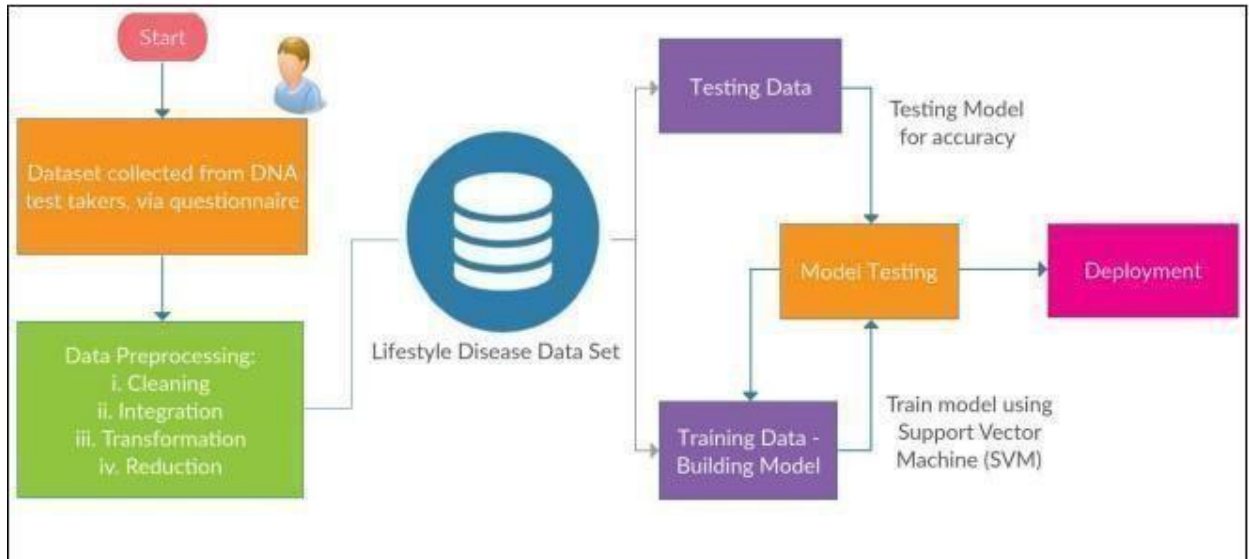 Start
Dataset collected from DNA
test takers, via questionnaire
Data Preprocessing:
i. Cleaning
ii. Integration
iii. Transformation
iv. Reduction
Lifestyle Disease Data Set
Testing Data
Testing Model
for accuracy
Model Testing
Deployment
Training Data -
Building Model
Train model using
Support Vector
Machine (SVM)